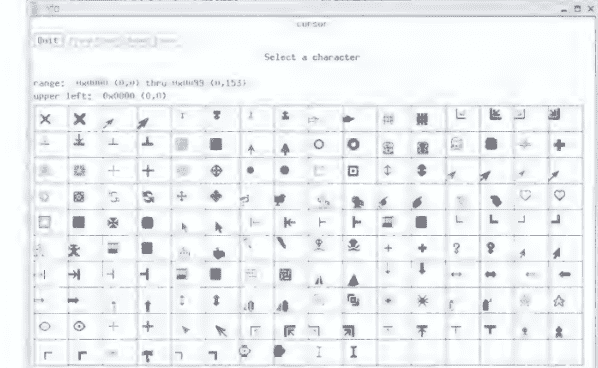 cursor
Quit
Select a character
range: 0x0000 (0,0) thru 0x0099 (0,153)
upper left: 0x0000 (0,0)